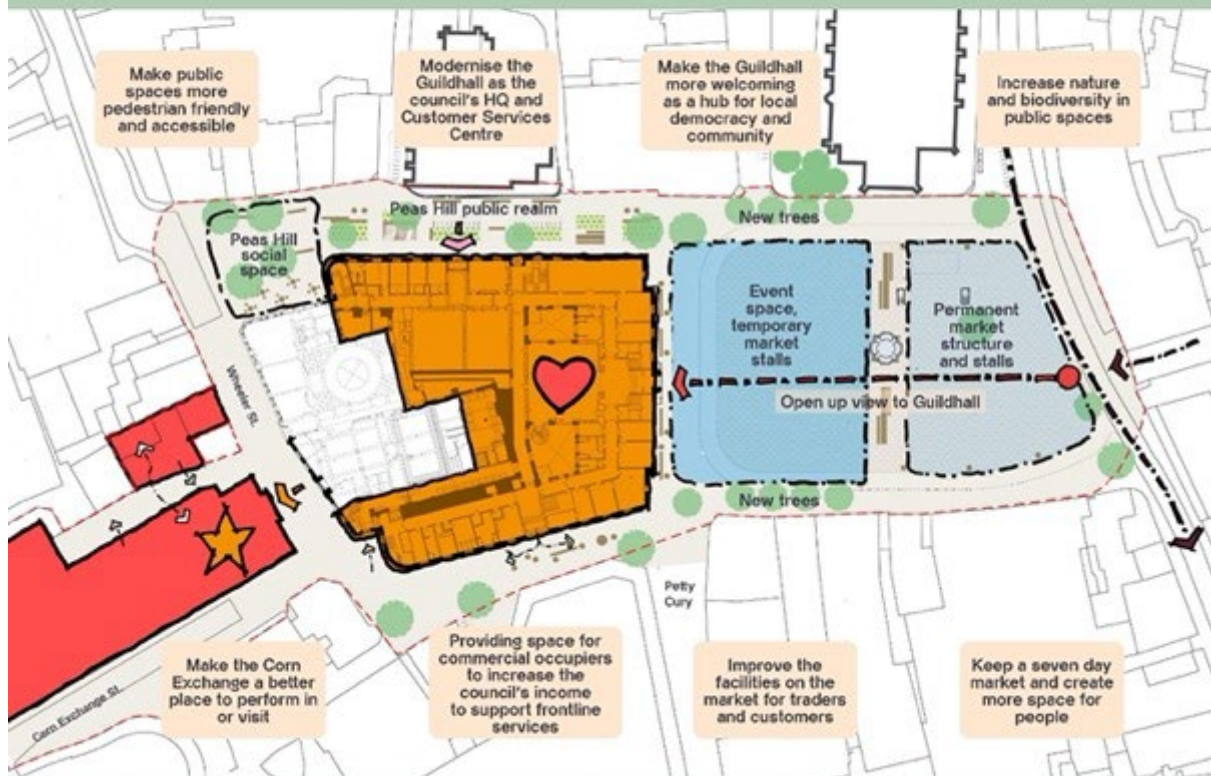 Make public
spaces more
pedestrian friendly
and accessible
Modernise the
Guildhall as the
council's HQ and
Customer Services
Centre
Make the Guildhall
more welcoming
as a hub for local
democracy and
community
Increase nature
and biodiversity in
public spaces
Peas Hill public realm
New trees
Peas Hill
social
space
Event
space,
temporary
market
stalls
Permanent
market
structure
and stalls
Open up view to Guildhall
Wheeler St.
New trees
Petty
Cury
Corn Exchange St.
Make the Corn
Exchange a better
place to perform in
or visit
Providing space for
commercial occupiers
to increase the
council's income
to support frontline
services
Improve the
facilities on the
market for traders
and customers
Keep a seven day
market and create
more space for
people